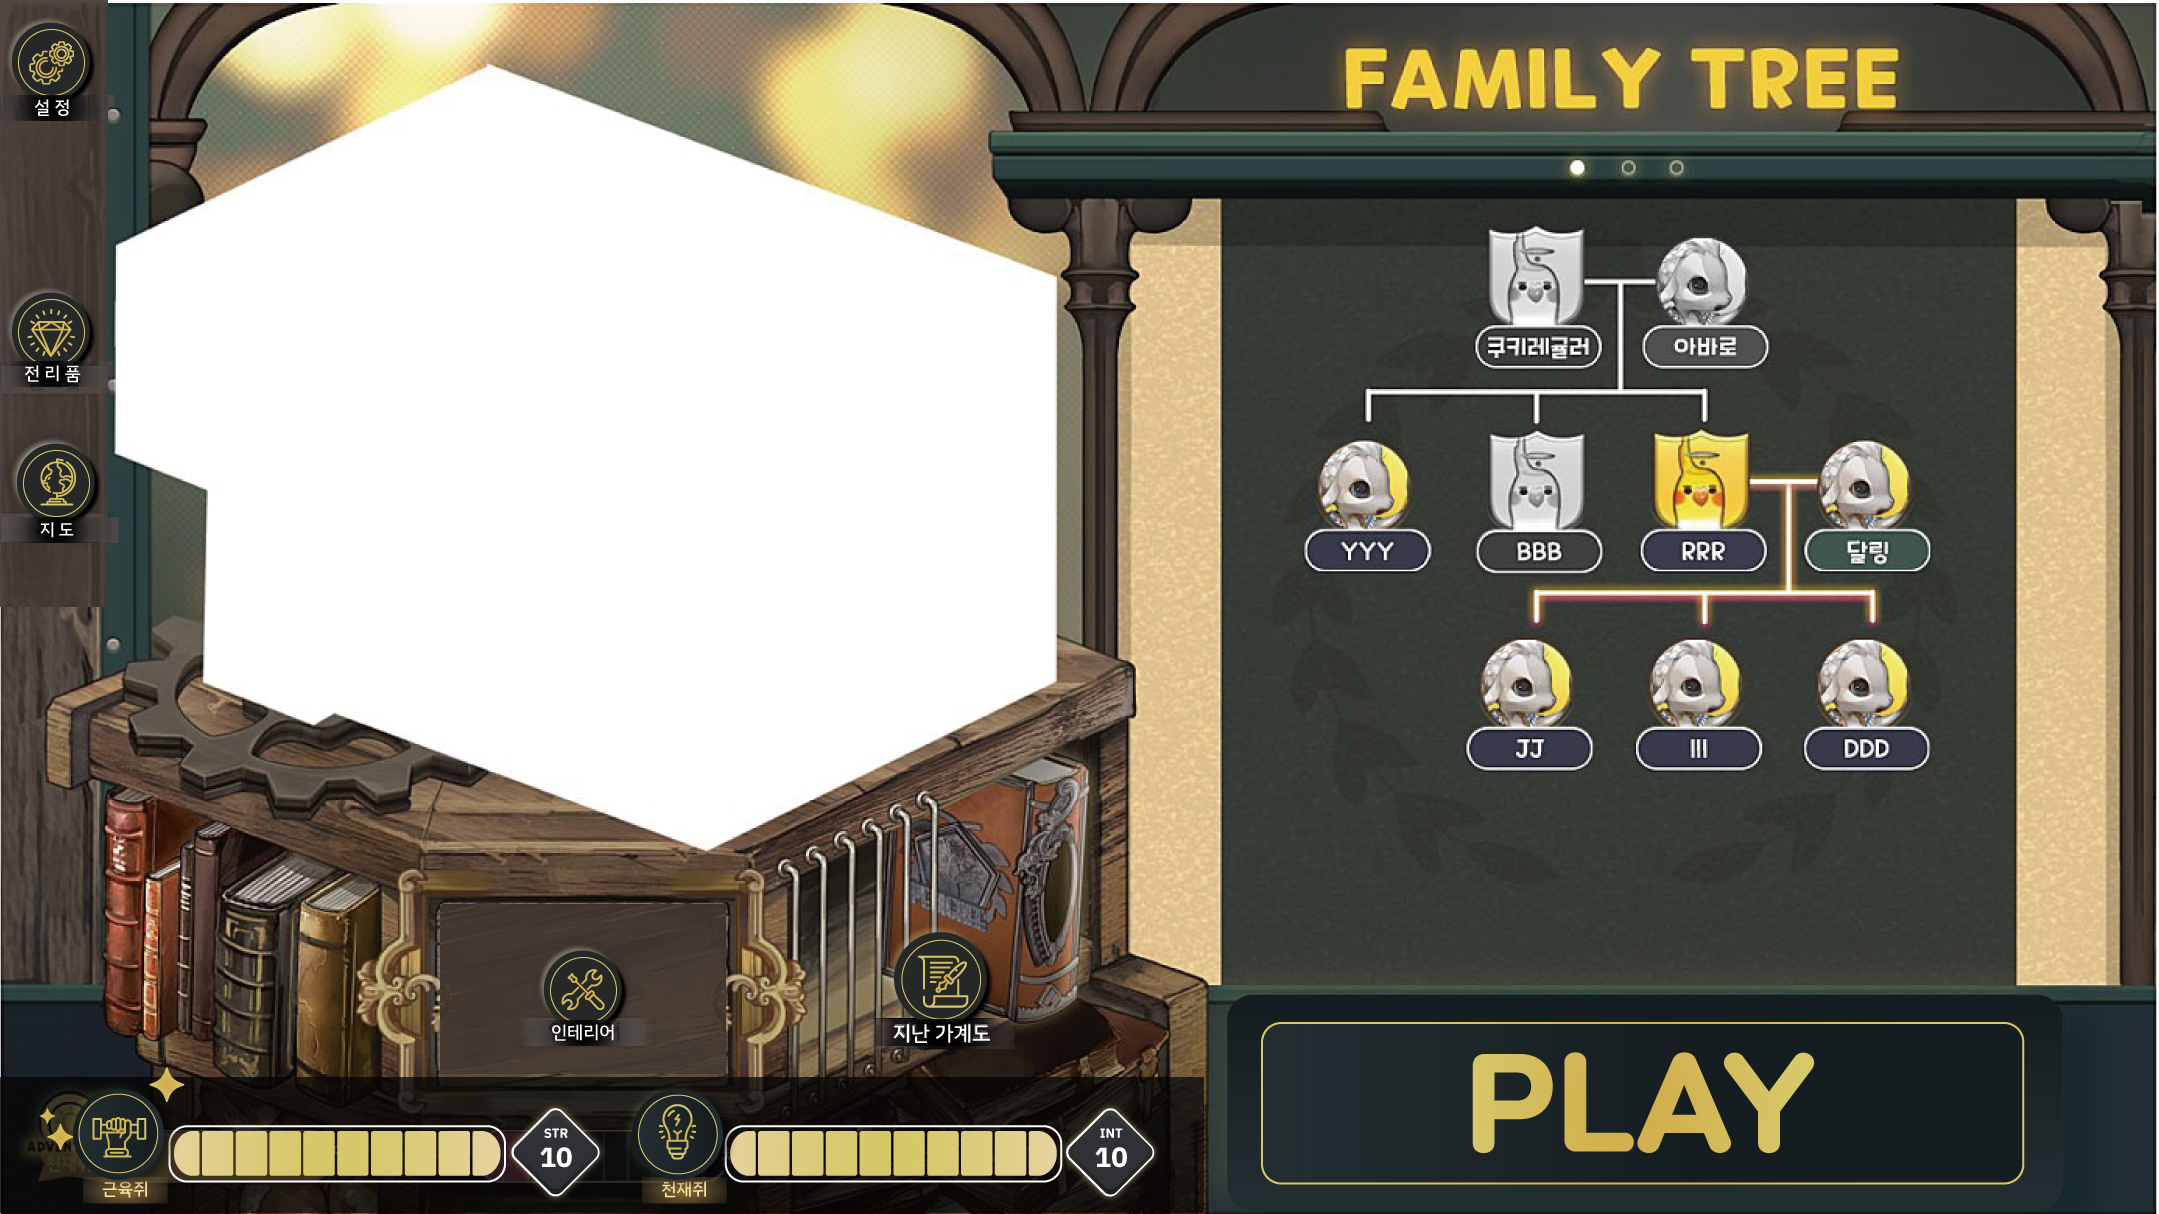 설정
전리품
지도
FAMILY TREE
쿠키레귤러
아바로
YYY
BBB
RRR
달링
JJ
III
DDD
인테리어
지난 가계도
근육쥐
STR
10
천재쥐
INT
10
PLAY